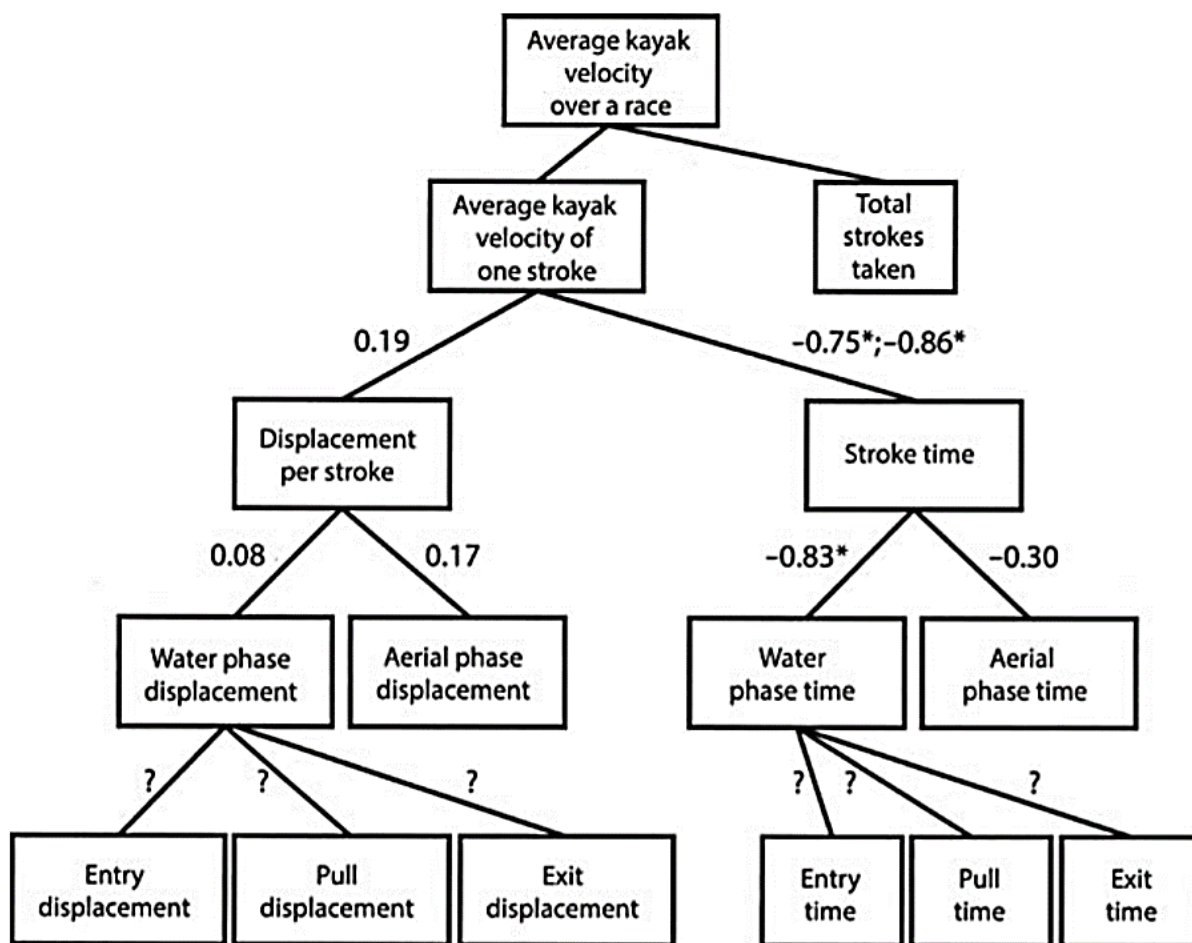 Average kayak
velocity
over a race
Average kayak
velocity of
one stroke
Total
strokes
taken
0.19
–0.75*;–0.86*
Displacement
per stroke
Stroke time
0.08
0.17
–0.83*
–0.30
Water phase
displacement
Aerial phase
displacement
Water
phase time
Aerial
phase time
?
?
?
?
?
?
Entry
displacement
Pull
displacement
Exit
displacement
Entry
time
Pull
time
Exit
time